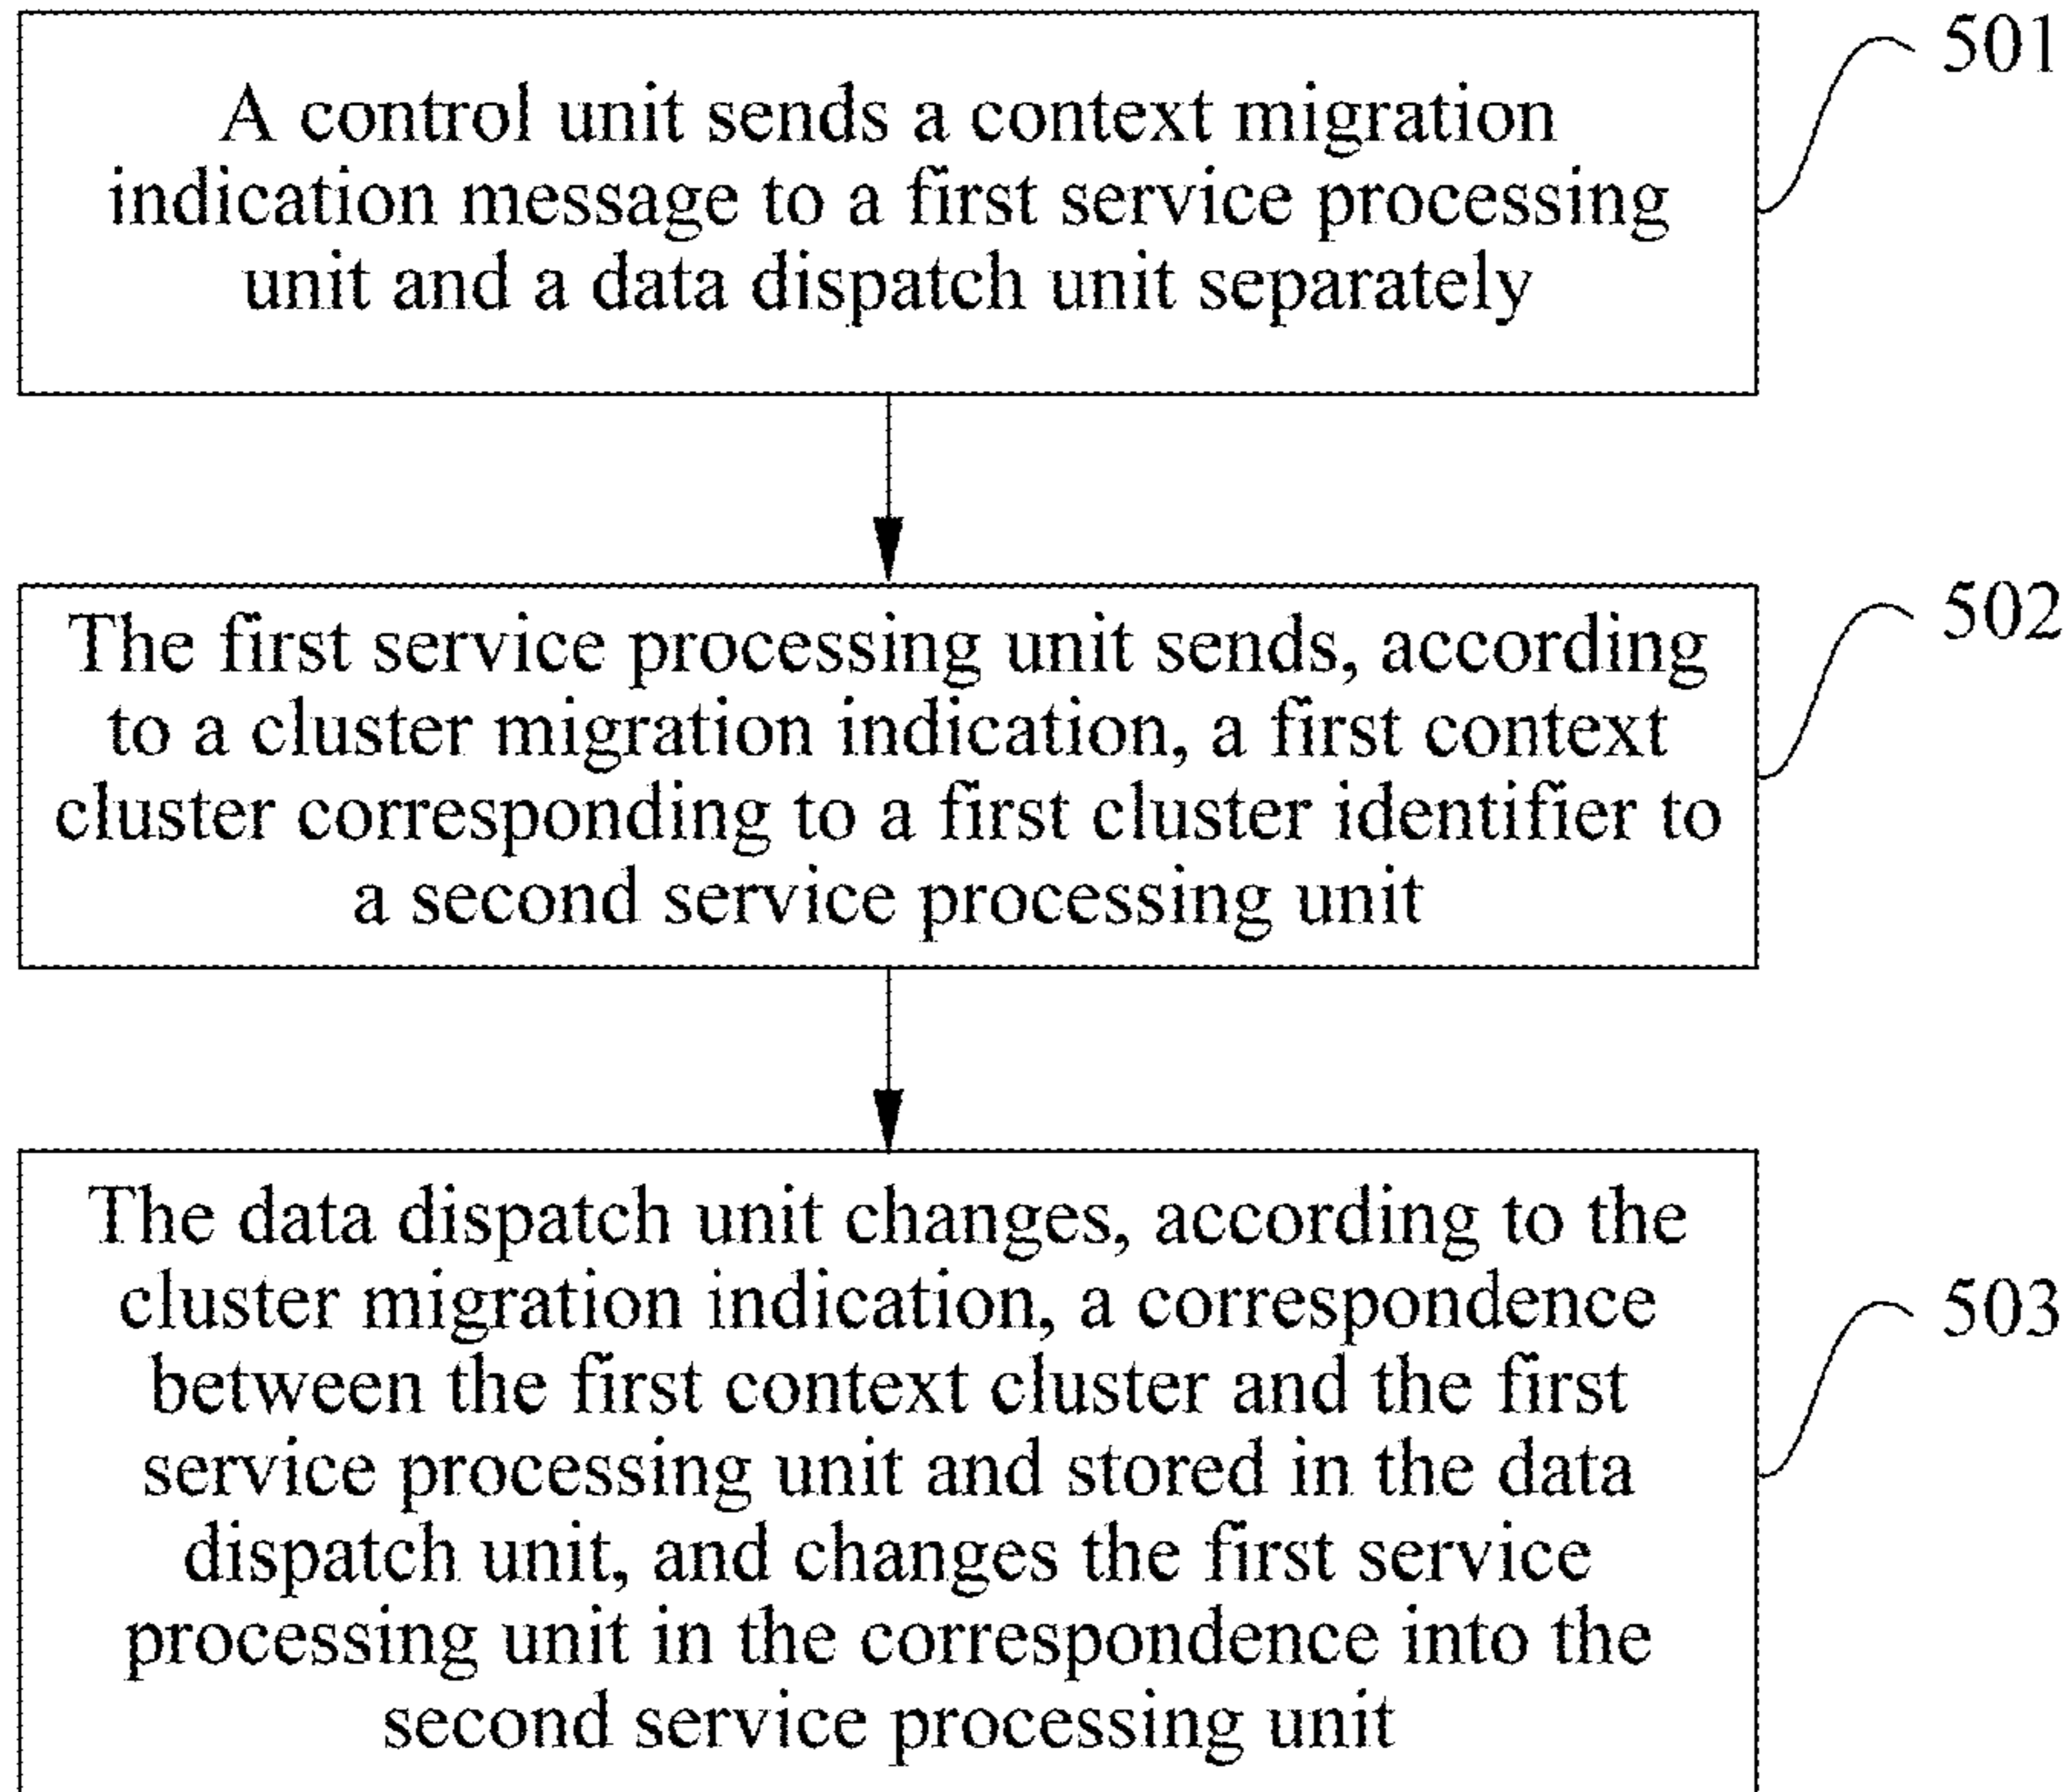 A control unit sends a context migration
indication message to a first service processing
unit and a data dispatch unit separately
501
The first service processing unit sends, according
to a cluster migration indication, a first context
cluster corresponding to a first cluster identifier to
a second service processing unit
502
The data dispatch unit changes, according to the
cluster migration indication, a correspondence
between the first context cluster and the first
service processing unit and stored in the data
dispatch unit, and changes the first service
processing unit in the correspondence into the
second service processing unit
503